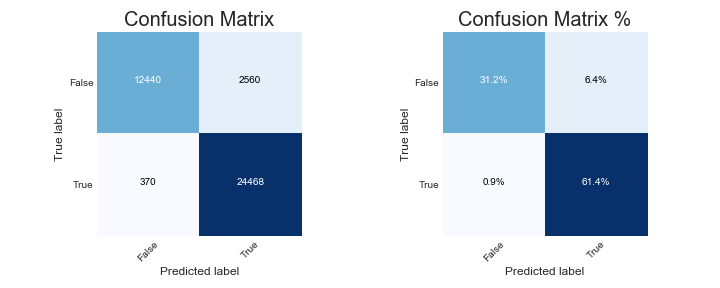 Confusion Matrix
False
12440
2560
True label
True
370
24468
False
True
Predicted label
Confusion Matrix %
False
31.2%
6.4%
True label
True
0.9%
61.4%
False
True
Predicted label